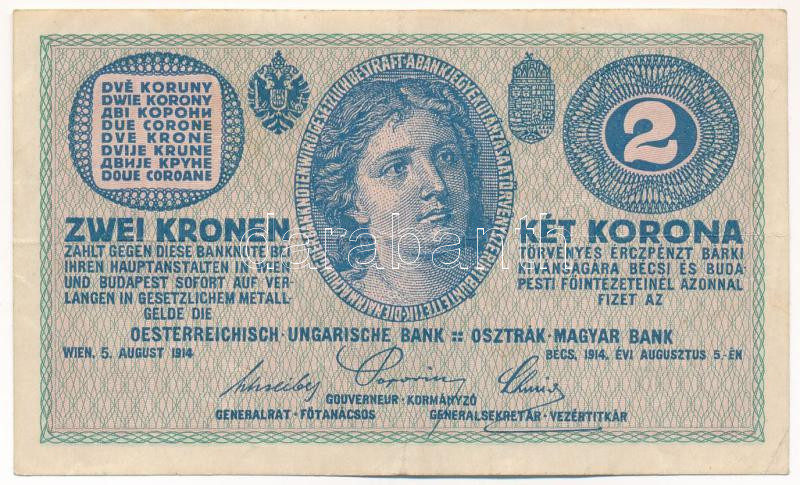 DVĚ KORUNY
DWIE KORONY
ДВІ КОРОНИ
DUE CORONE
DVE KRONE
DVIJE KRUNE
ДВИЈЕ КРУНЕ
DOUE COROANE
2
ZWEI KRONEN
ZAHLT GEGEN DIESE BANKNOTE BEI
IHREN HAUPTANSTALTEN IN WIEN
UND BUDAPEST SOFORT AUF VER-
LANGEN IN GESETZLICHEM METALL-
GELDE DIE
KÉT KORONA
TÖRVÉNYES ÉRCZPÉNZT BÁRKI
KIVÁNSÁGÁRA BÉCSI ÉS BUDA-
PESTI FŐINTÉZETEINÉL AZONNAL
FIZET AZ
OESTERREICHISCH-UNGARISCHE BANK :: OSZTRÁK-MAGYAR BANK
WIEN, 5. AUGUST 1914
BÉCS, 1914. ÉVI AUGUSZTUS 5-ÉN
GOUVERNEUR-KORMÁNYZÓ
GENERALRAT-FŐTANÁCSOS
GENERALSEKRETÄR-VEZÉRTITKÁR
darabanth